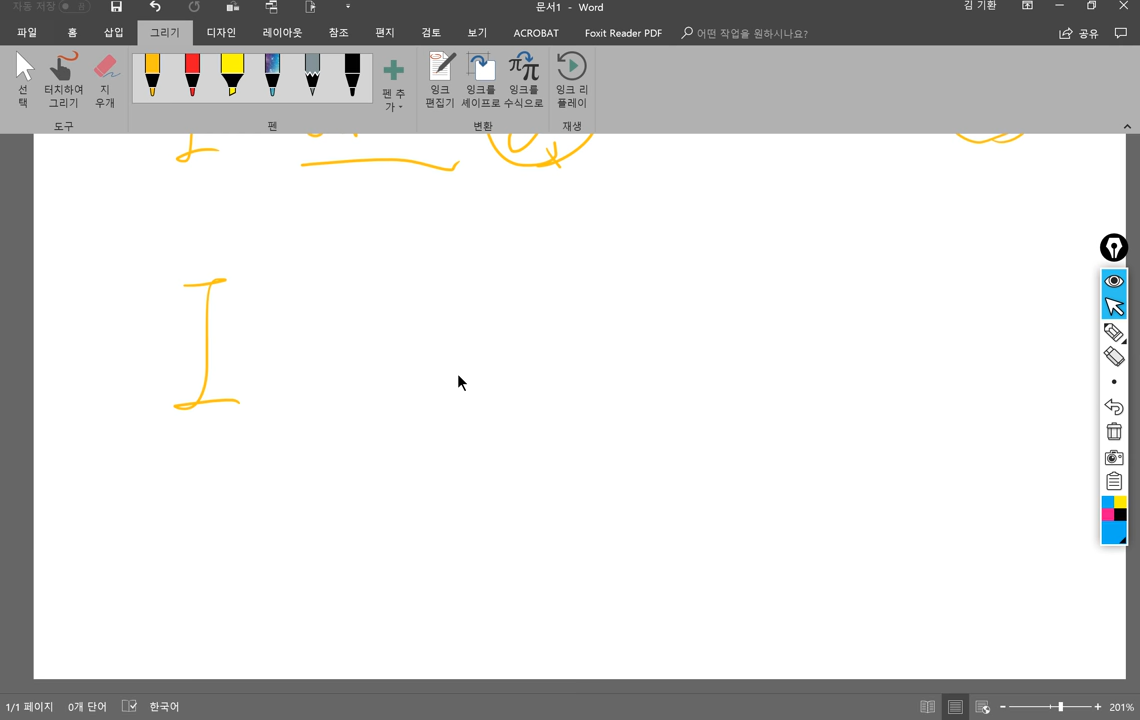 자동 저장
문서1 - Word
김 기환
파일 홈 삽입 그리기 디자인 레이아웃 참조 편지 검토 보기 ACROBAT Foxit Reader PDF 어떤 작업을 원하시나요? 공유
선택
터치하여 그리기
지우개
펜 추가
잉크 편집기
잉크를 셰이프로
잉크를 수식으로
잉크 리플레이
도구 펜 변환 재생
I
1/1 페이지 0개 단어 한국어 201%